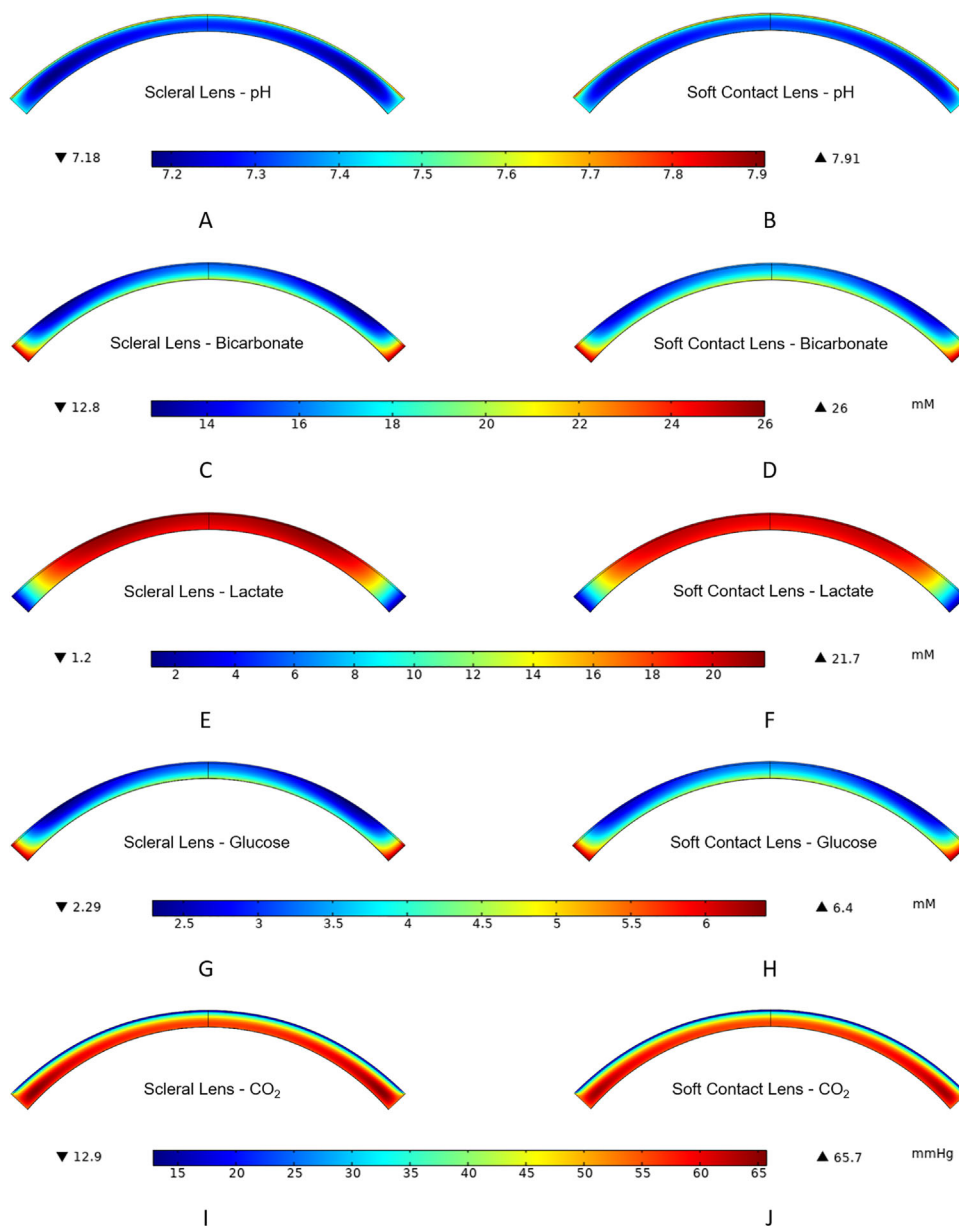 Scleral Lens - pH Soft Contact Lens - pH
▼ 7.18 ▲ 7.91
7.2 7.3 7.4 7.5 7.6 7.7 7.8 7.9
A B
Scleral Lens - Bicarbonate Soft Contact Lens - Bicarbonate
▼ 12.8 ▲ 26 mM
14 16 18 20 22 24 26
C D
Scleral Lens - Lactate Soft Contact Lens - Lactate
▼ 1.2 ▲ 21.7 mM
2 4 6 8 10 12 14 16 18 20
E F
Scleral Lens - Glucose Soft Contact Lens - Glucose
▼ 2.29 ▲ 6.4 mM
2.5 3 3.5 4 4.5 5 5.5 6
G H
Scleral Lens - CO₂ Soft Contact Lens - CO₂
▼ 12.9 ▲ 65.7 mmHg
15 20 25 30 35 40 45 50 55 60 65
I J